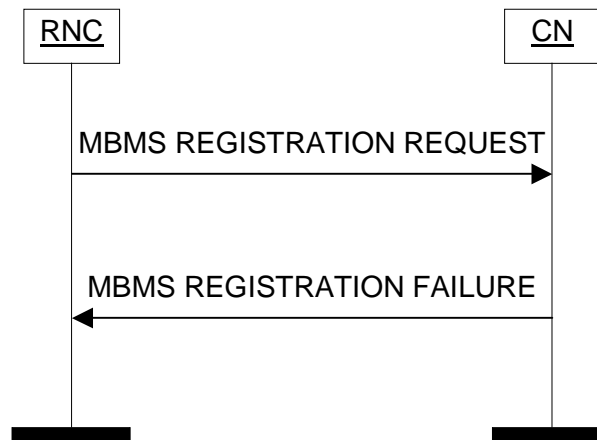 RNC
CN
MBMS REGISTRATION REQUEST
MBMS REGISTRATION FAILURE